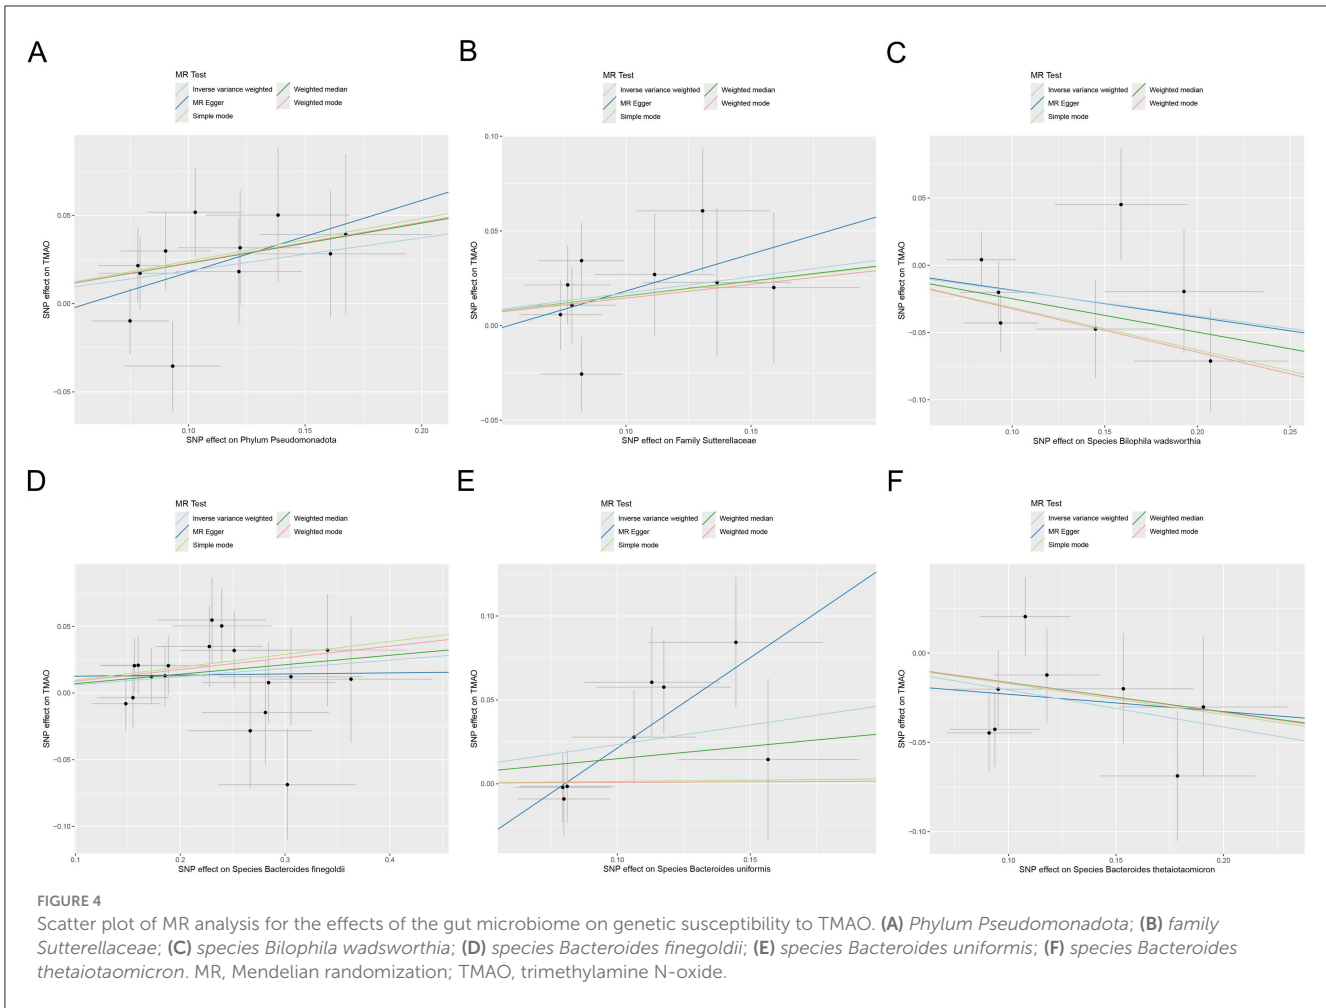 A
MR Test
Inverse variance weighted
Weighted median
MR Egger
Weighted mode
Simple mode
SNP effect on TMAO
0.05
0.00
−0.05
0.10
0.15
0.20
SNP effect on Phylum Pseudomonadota
B
MR Test
Inverse variance weighted
Weighted median
MR Egger
Weighted mode
Simple mode
SNP effect on TMAO
0.10
0.05
0.00
−0.05
0.10
0.15
SNP effect on Family Sutterellaceae
C
MR Test
Inverse variance weighted
Weighted median
MR Egger
Weighted mode
Simple mode
SNP effect on TMAO
0.05
0.00
−0.05
−0.10
0.10
0.15
0.20
0.25
SNP effect on Species Bilophila wadsworthia
D
MR Test
Inverse variance weighted
Weighted median
MR Egger
Weighted mode
Simple mode
SNP effect on TMAO
0.05
0.00
−0.05
−0.10
0.1
0.2
0.3
0.4
SNP effect on Species Bacteroides finegoldii
E
MR Test
Inverse variance weighted
Weighted median
MR Egger
Weighted mode
Simple mode
SNP effect on TMAO
0.10
0.05
0.00
0.10
0.15
SNP effect on Species Bacteroides uniformis
F
MR Test
Inverse variance weighted
Weighted median
MR Egger
Weighted mode
Simple mode
SNP effect on TMAO
0.00
−0.05
−0.10
0.10
0.15
0.20
SNP effect on Species Bacteroides thetaiotaomicron
FIGURE 4
Scatter plot of MR analysis for the effects of the gut microbiome on genetic susceptibility to TMAO. (A) Phylum Pseudomonadota; (B) family
Sutterellaceae; (C) species Bilophila wadsworthia; (D) species Bacteroides finegoldii; (E) species Bacteroides uniformis; (F) species Bacteroides
thetaiotaomicron. MR, Mendelian randomization; TMAO, trimethylamine N-oxide.